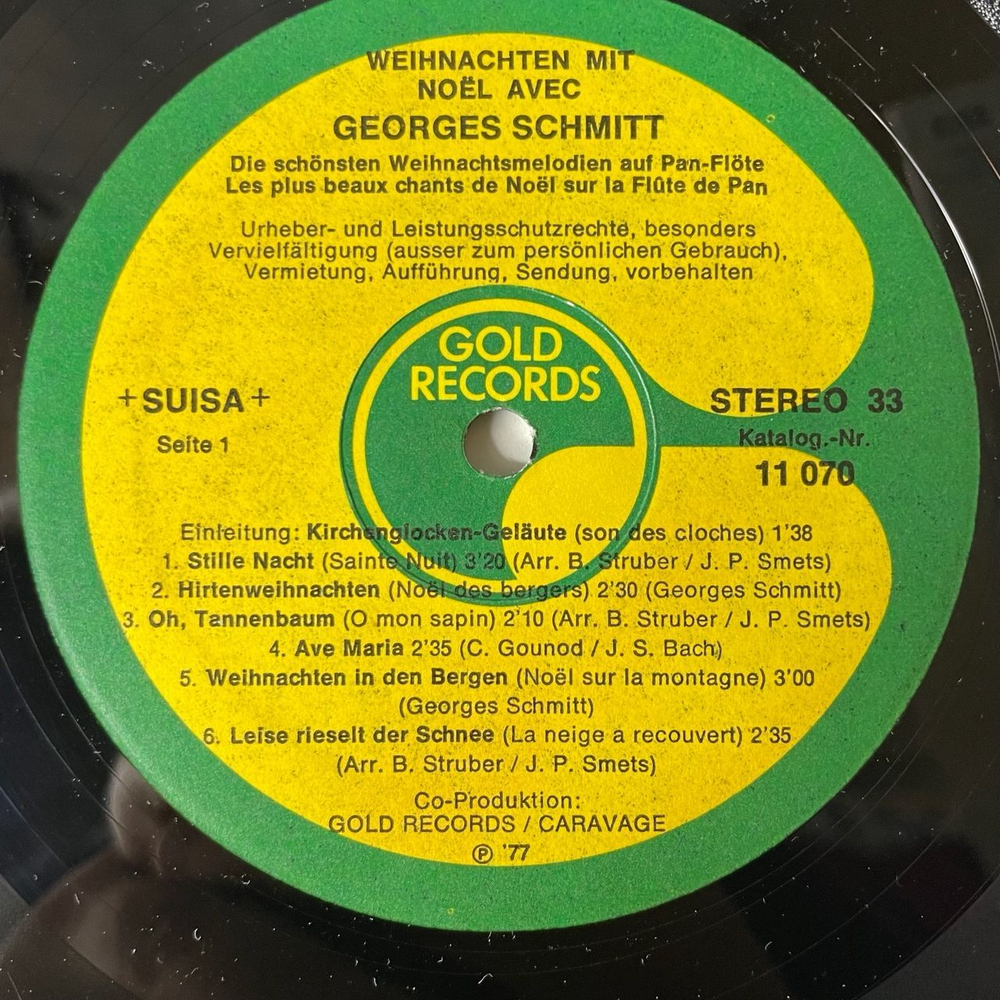 WEIHNACHTEN MIT
NOËL AVEC
GEORGES SCHMITT
Die schönsten Weihnachtsmelodien auf Pan-Flöte
Les plus beaux chants de Noël sur la Flûte de Pan
Urheber- und Leistungsschutzrechte, besonders
Vervielfältigung (ausser zum persönlichen Gebrauch),
Vermietung, Aufführung, Sendung, vorbehalten
GOLD
RECORDS
+SUISA+
Seite 1
STEREO 33
Katalog.-Nr.
11 070
Einleitung: Kirchenglocken-Geläute (son des cloches) 1'38
1. Stille Nacht (Sainte Nuit) 3'20 (Arr. B. Struber / J. P. Smets)
2. Hirtenweihnachten (Noël des bergers) 2'30 (Georges Schmitt)
3. Oh, Tannenbaum (O mon sapin) 2'10 (Arr. B. Struber / J. P. Smets)
4. Ave Maria 2'35 (C. Gounod / J. S. Bach)
5. Weihnachten in den Bergen (Noël sur la montagne) 3'00
(Georges Schmitt)
6. Leise rieselt der Schnee (La neige a recouvert) 2'35
(Arr. B. Struber / J. P. Smets)
Co-Produktion:
GOLD RECORDS / CARAVAGE
℗ '77